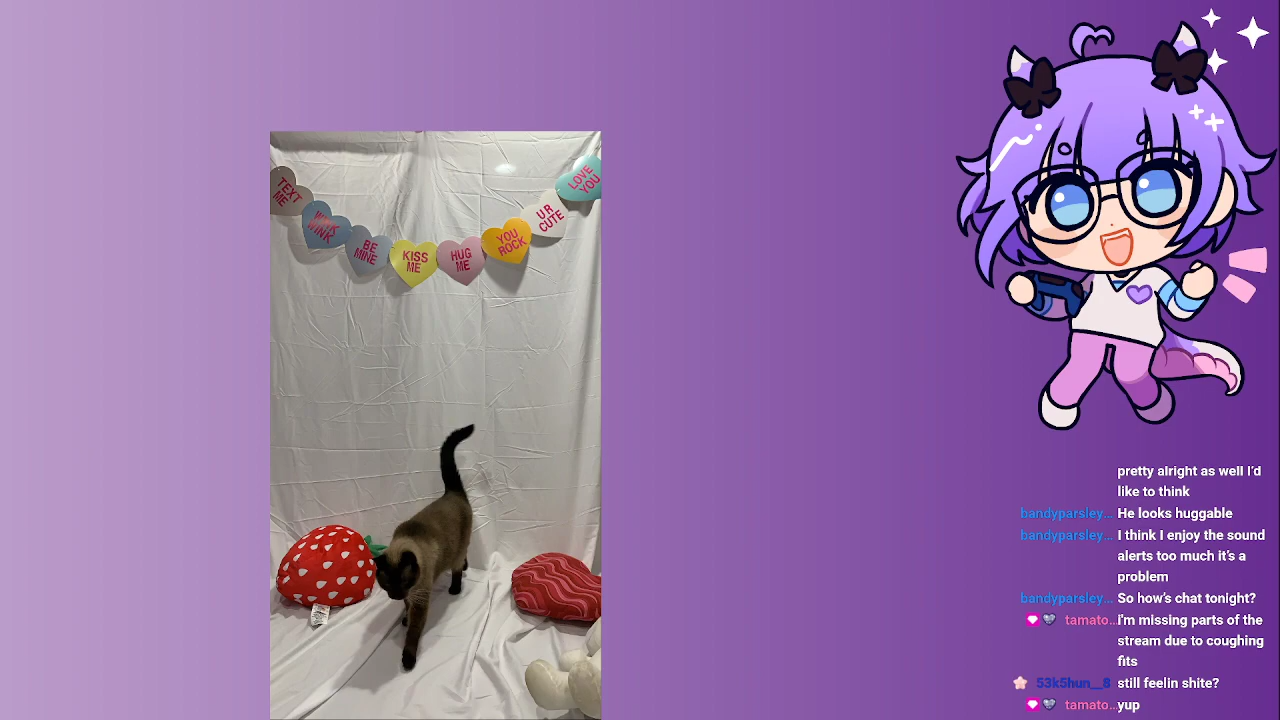 TEXT
ME
WINK
WINK
BE
MINE
KISS
ME
HUG
ME
YOU
ROCK
U R
CUTE
LOVE
YOU
pretty alright as well I'd
like to think
bandyparsley... He looks huggable
bandyparsley... I think I enjoy the sound
alerts too much it's a
problem
bandyparsley... So how's chat tonight?
tamato... i'm missing parts of the
stream due to coughing
fits
53k5hun__8 still feelin shite?
tamato... yup